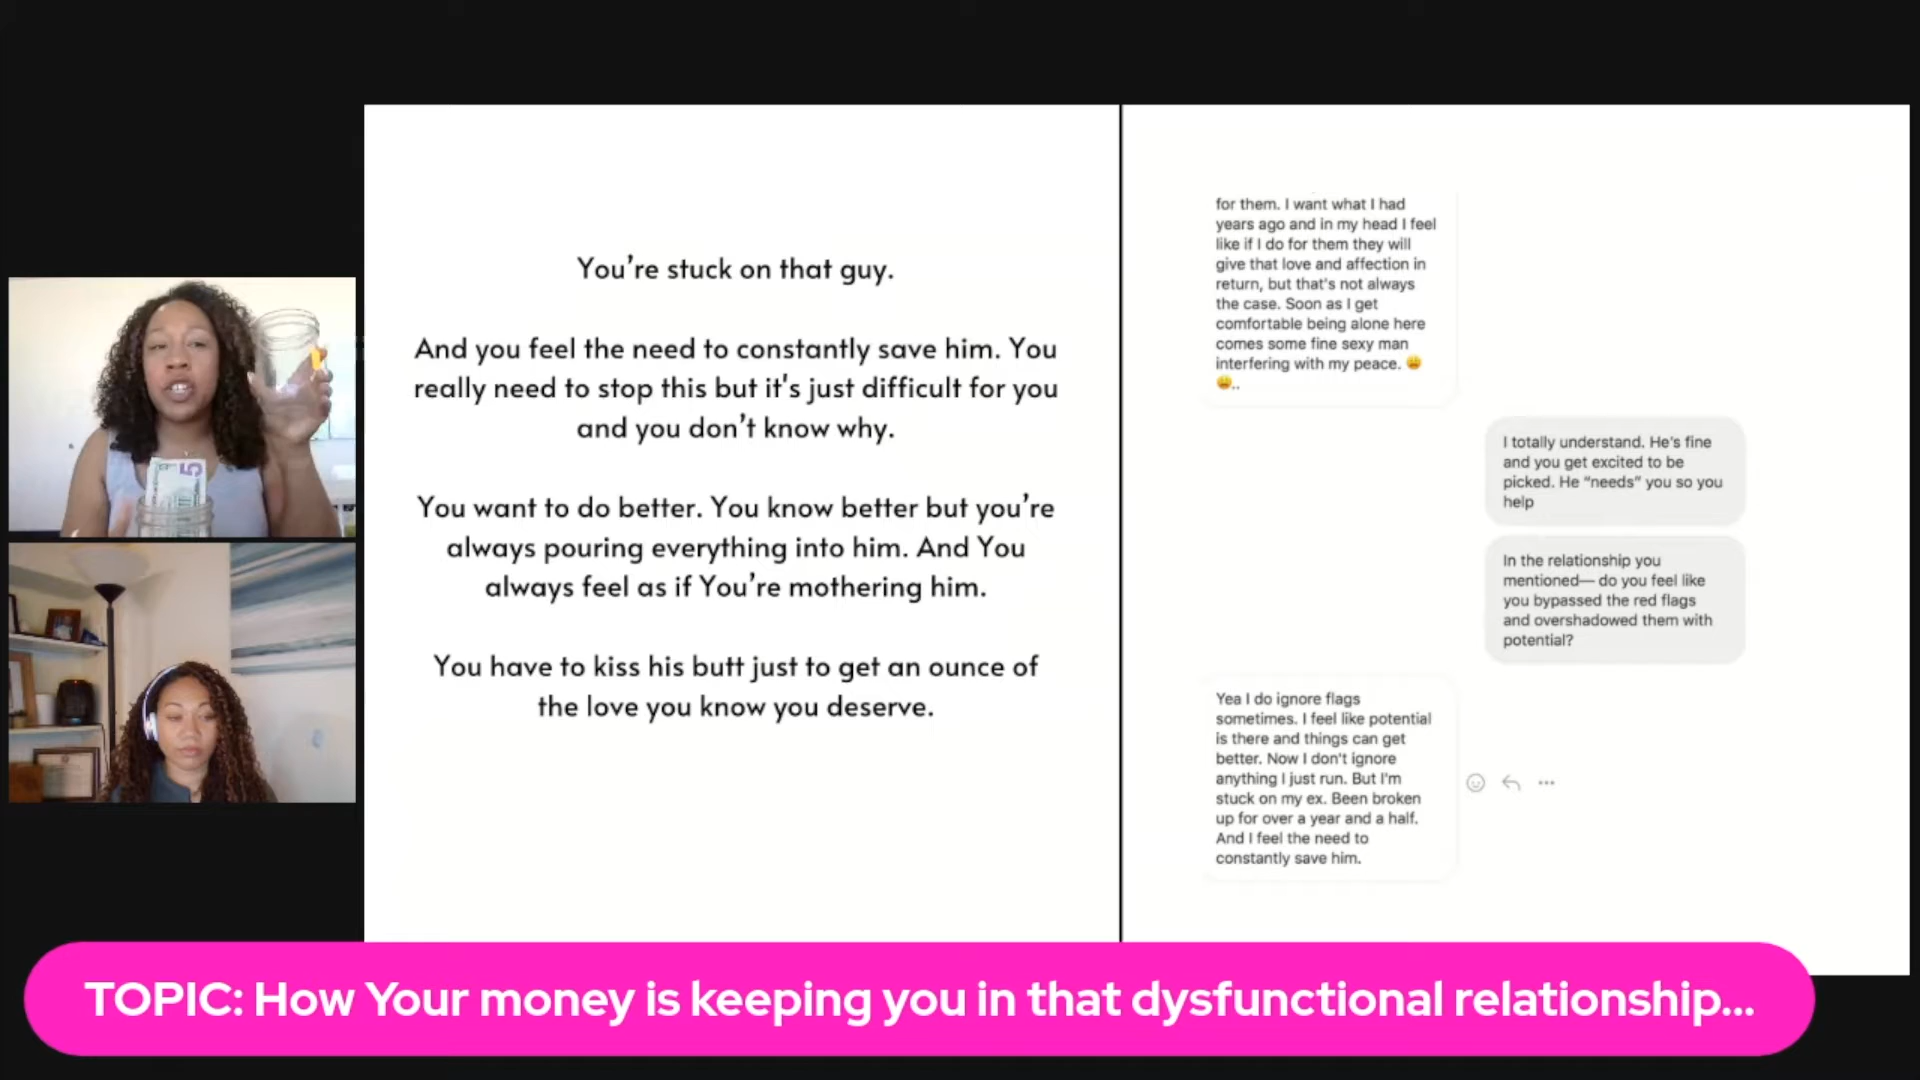 You're stuck on that guy.
And you feel the need to constantly save him. You
really need to stop this but it's just difficult for you
and you don't know why.
You want to do better. You know better but you're
always pouring everything into him. And You
always feel as if You're mothering him.
You have to kiss his butt just to get an ounce of
the love you know you deserve.
for them. I want what I had
years ago and in my head I feel
like if I do for them they will
give that love and affection in
return, but that's not always
the case. Soon as I get
comfortable being alone here
comes some fine sexy man
interfering with my peace. 😩
😩..
I totally understand. He's fine
and you get excited to be
picked. He “needs” you so you
help
In the relationship you
mentioned— do you feel like
you bypassed the red flags
and overshadowed them with
potential?
Yea I do ignore flags
sometimes. I feel like potential
is there and things can get
better. Now I don't ignore
anything I just run. But I'm
stuck on my ex. Been broken
up for over a year and a half.
And I feel the need to
constantly save him.
5
TOPIC: How Your money is keeping you in that dysfunctional relationship...